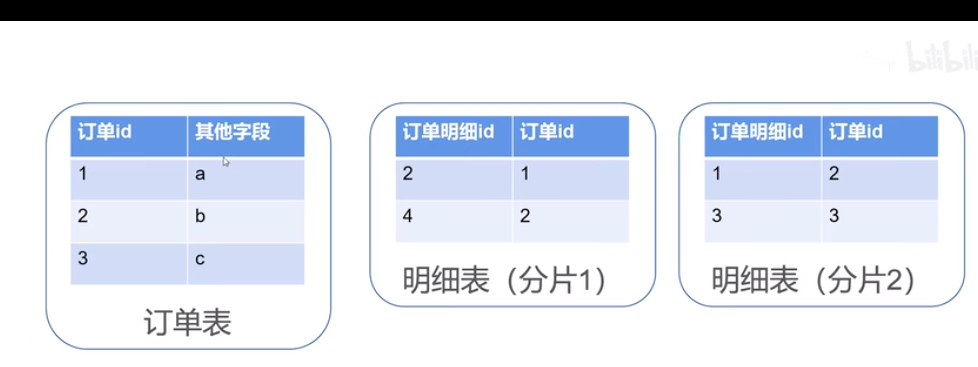 bilibili
订单id 其他字段
1 a
2 b
3 c
订单表
订单明细id 订单id
2 1
4 2
明细表（分片1）
订单明细id 订单id
1 2
3 3
明细表（分片2）